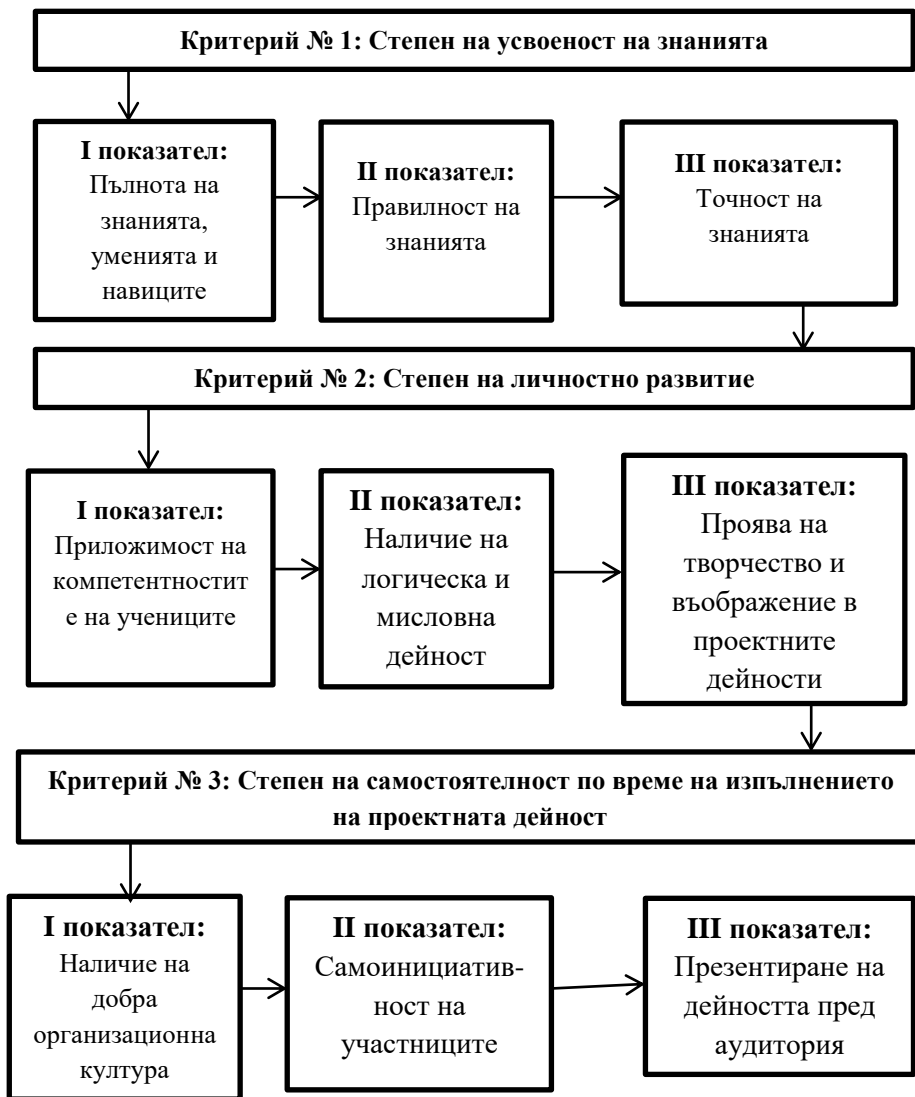 Критерий № 1: Степен на усвоеност на знанията
I показател:
Пълнота на
знанията,
уменията и
навиците
II показател:
Правилност на
знанията
III показател:
Точност на
знанията
Критерий № 2: Степен на личностно развитие
I показател:
Приложимост на
компетентностит
е на учениците
II показател:
Наличие на
логическа и
мисловна
дейност
III показател:
Проява на
творчество и
въображение в
проектните
дейности
Критерий № 3: Степен на самостоятелност по време на изпълнението
на проектната дейност
I показател:
Наличие на
добра
организационна
култура
II показател:
Самоинициатив-
ност на
участниците
III показател:
Презентиране на
дейността пред
аудитория